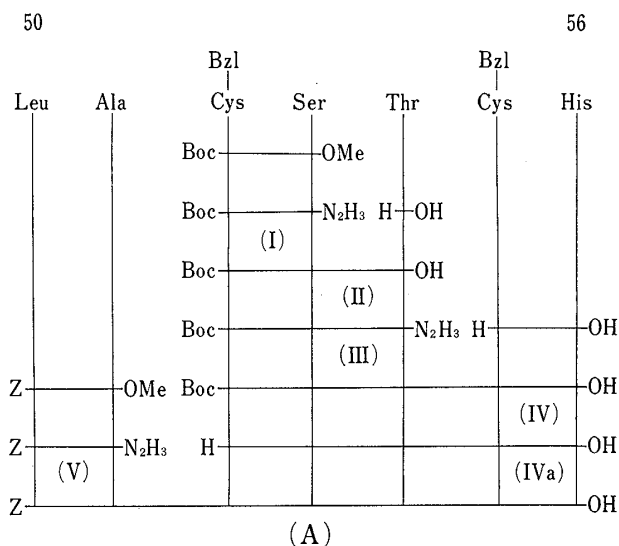 50 56
Bzl Bzl
Leu Ala Cys Ser Thr Cys His
Boc OMe
Boc N₂H₃ H OH
(I)
Boc OH
(II)
Boc N₂H₃ H OH
(III)
Z OMe Boc OH
(IV)
Z N₂H₃ H OH
(V) (IVa)
Z OH
(A)